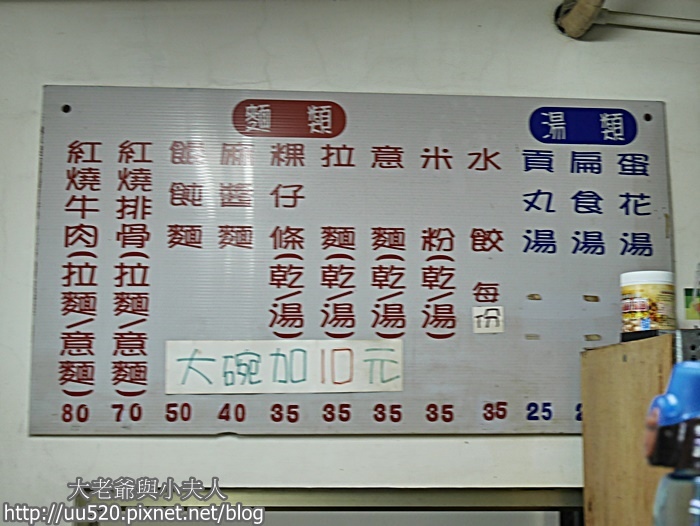 麵類
湯類
紅燒牛肉(拉麵/意麵) 80
紅燒排骨(拉麵/意麵) 70
餛飩麵 50
麻醬麵 40
粿仔條(乾/湯) 35
拉麵(乾/湯) 35
意麵(乾/湯) 35
米粉(乾/湯) 35
水餃每份 35
貢丸湯 25
扁食湯
蛋花湯
大碗加10元
大老爺與小夫人
http://uu520.pixnet.net/blog